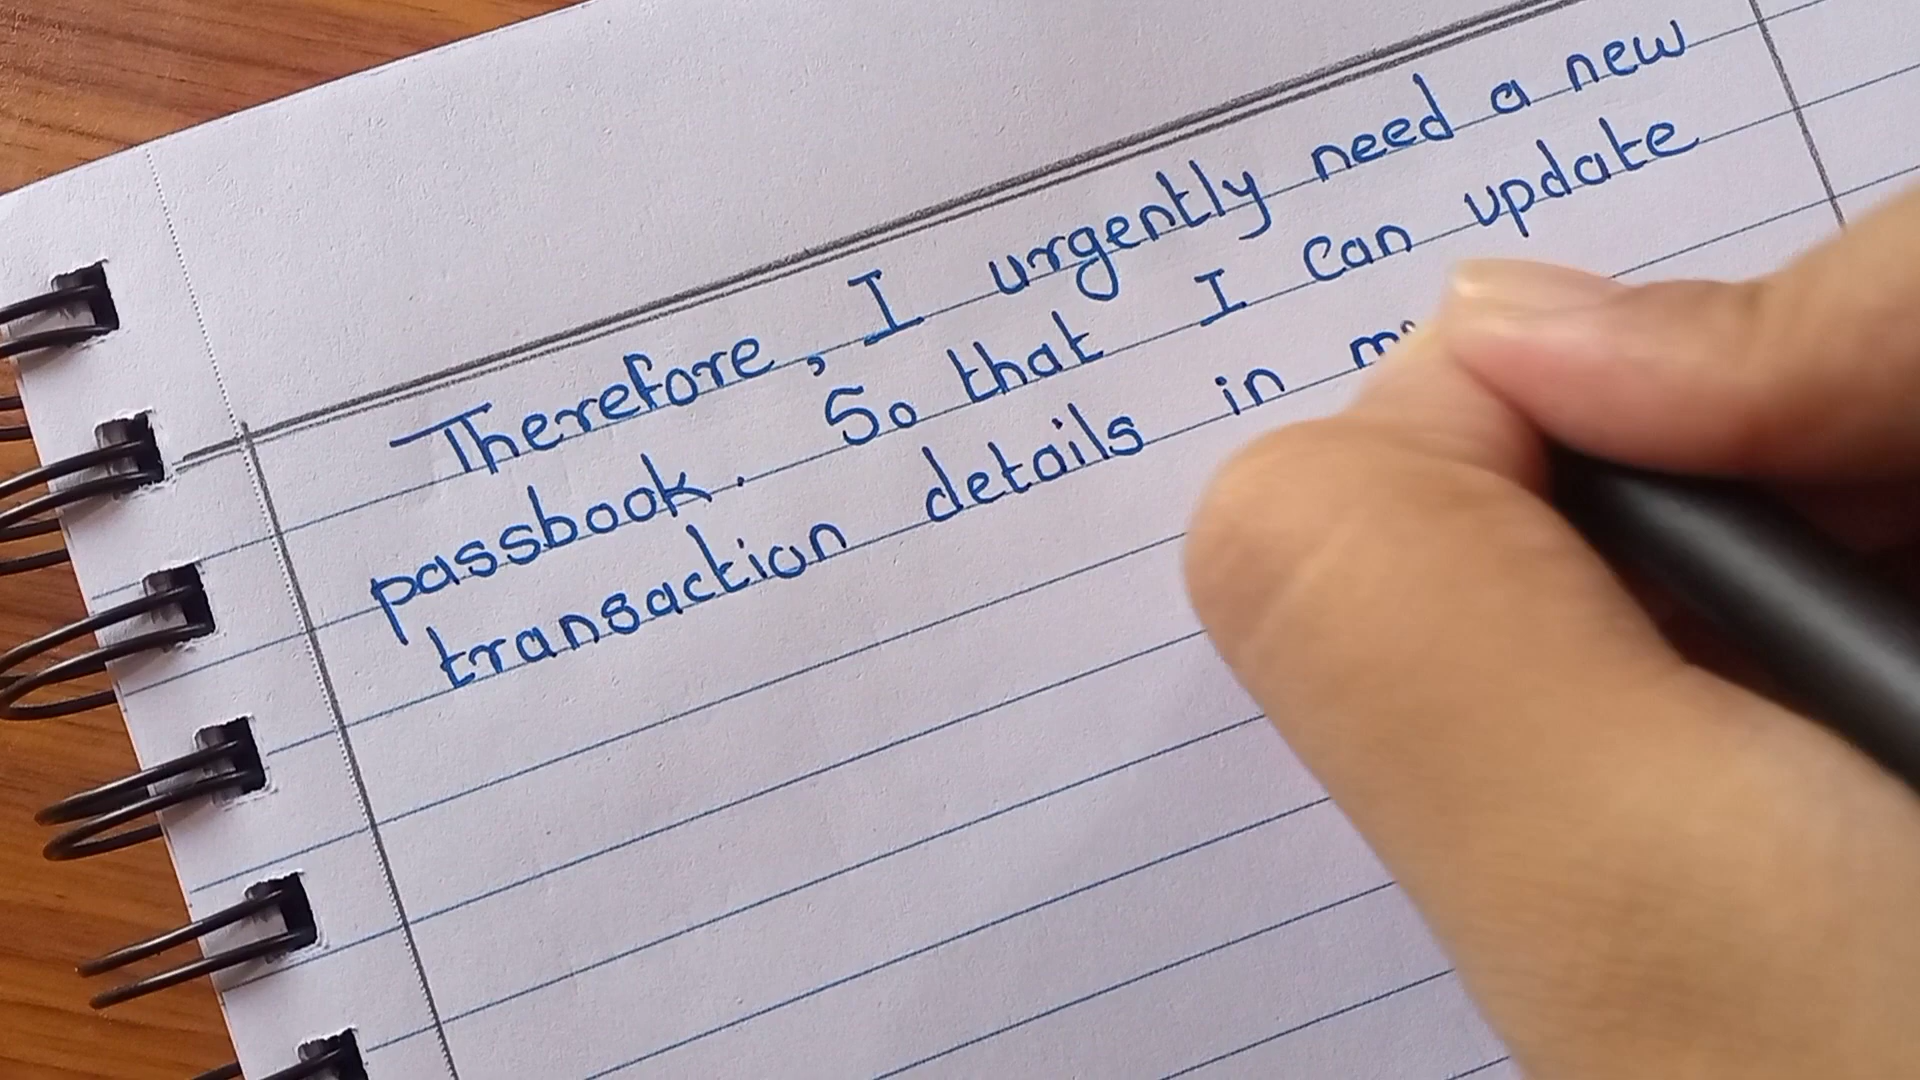 Therefore, I urgently need a new
passbook. So that I can update
transaction details in